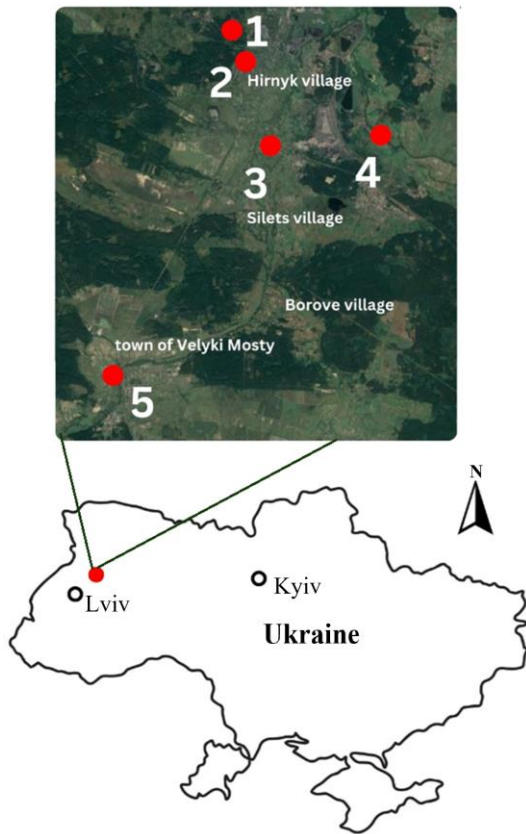 1
2
Hirnyk village
3
4
Silets village
Borove village
town of Velyki Mosty
5
N
Lviv
Kyiv
Ukraine